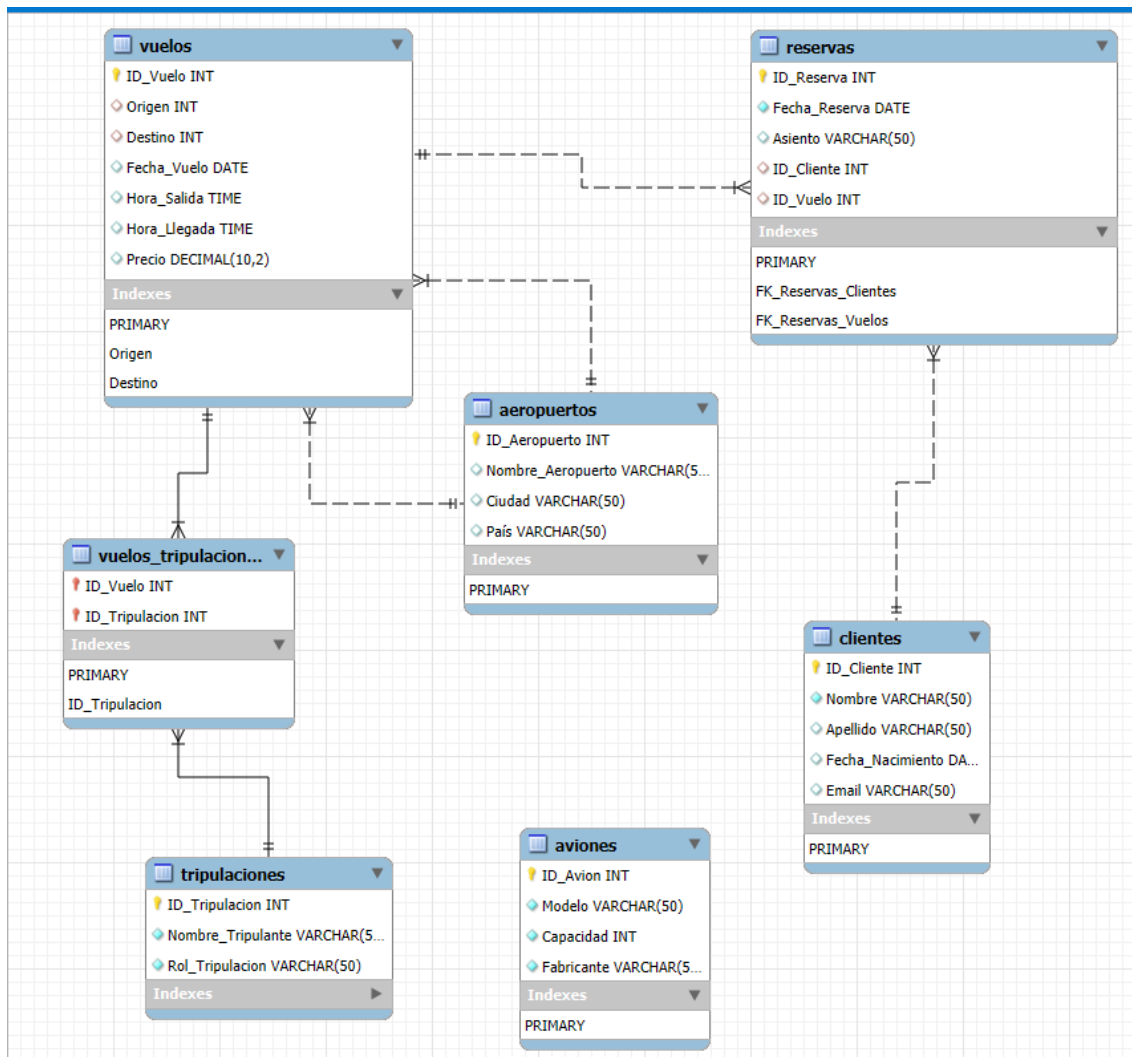 vuelos
ID_Vuelo INT
Origen INT
Destino INT
Fecha_Vuelo DATE
Hora_Salida TIME
Hora_Llegada TIME
Precio DECIMAL(10,2)
Indexes
PRIMARY
Origen
Destino
reservas
ID_Reserva INT
Fecha_Reserva DATE
Asiento VARCHAR(50)
ID_Cliente INT
ID_Vuelo INT
Indexes
PRIMARY
FK_Reservas_Clientes
FK_Reservas_Vuelos
aeropuertos
ID_Aeropuerto INT
Nombre_Aeropuerto VARCHAR(5...
Ciudad VARCHAR(50)
País VARCHAR(50)
Indexes
PRIMARY
vuelos_tripulacion...
ID_Vuelo INT
ID_Tripulacion INT
Indexes
PRIMARY
ID_Tripulacion
clientes
ID_Cliente INT
Nombre VARCHAR(50)
Apellido VARCHAR(50)
Fecha_Nacimiento DA...
Email VARCHAR(50)
Indexes
PRIMARY
tripulaciones
ID_Tripulacion INT
Nombre_Tripulante VARCHAR(5...
Rol_Tripulacion VARCHAR(50)
Indexes
aviones
ID_Avion INT
Modelo VARCHAR(50)
Capacidad INT
Fabricante VARCHAR(5...
Indexes
PRIMARY